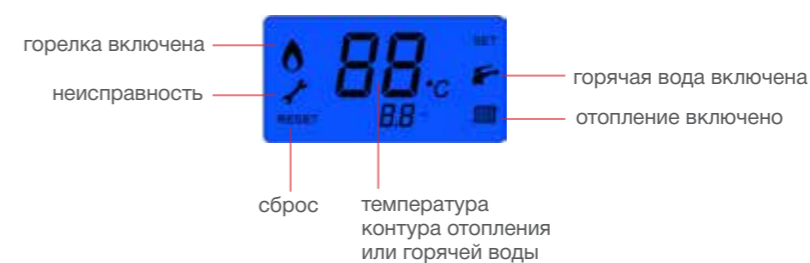 горелка включена
неисправность
88 °C
8.8
SET
RESET
горячая вода включена
отопление включено
сброс
температура
контура отопления
или горячей воды